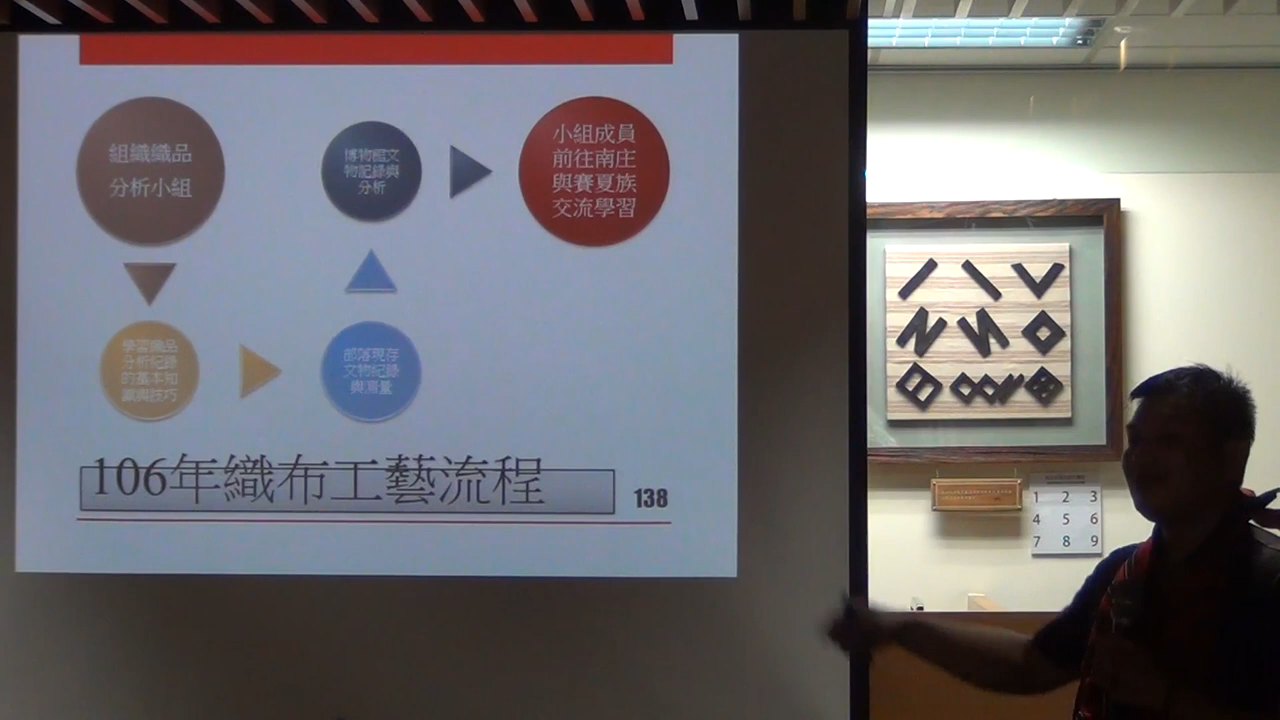 組織織品
分析小組
學習織品
分析紀錄
的基本知
識與技巧
部落現存
文物紀錄
與測量
博物館文
物記錄與
分析
小組成員
前往南庄
與賽夏族
交流學習
106年織布工藝流程
138
1 2 3
4 5 6
7 8 9